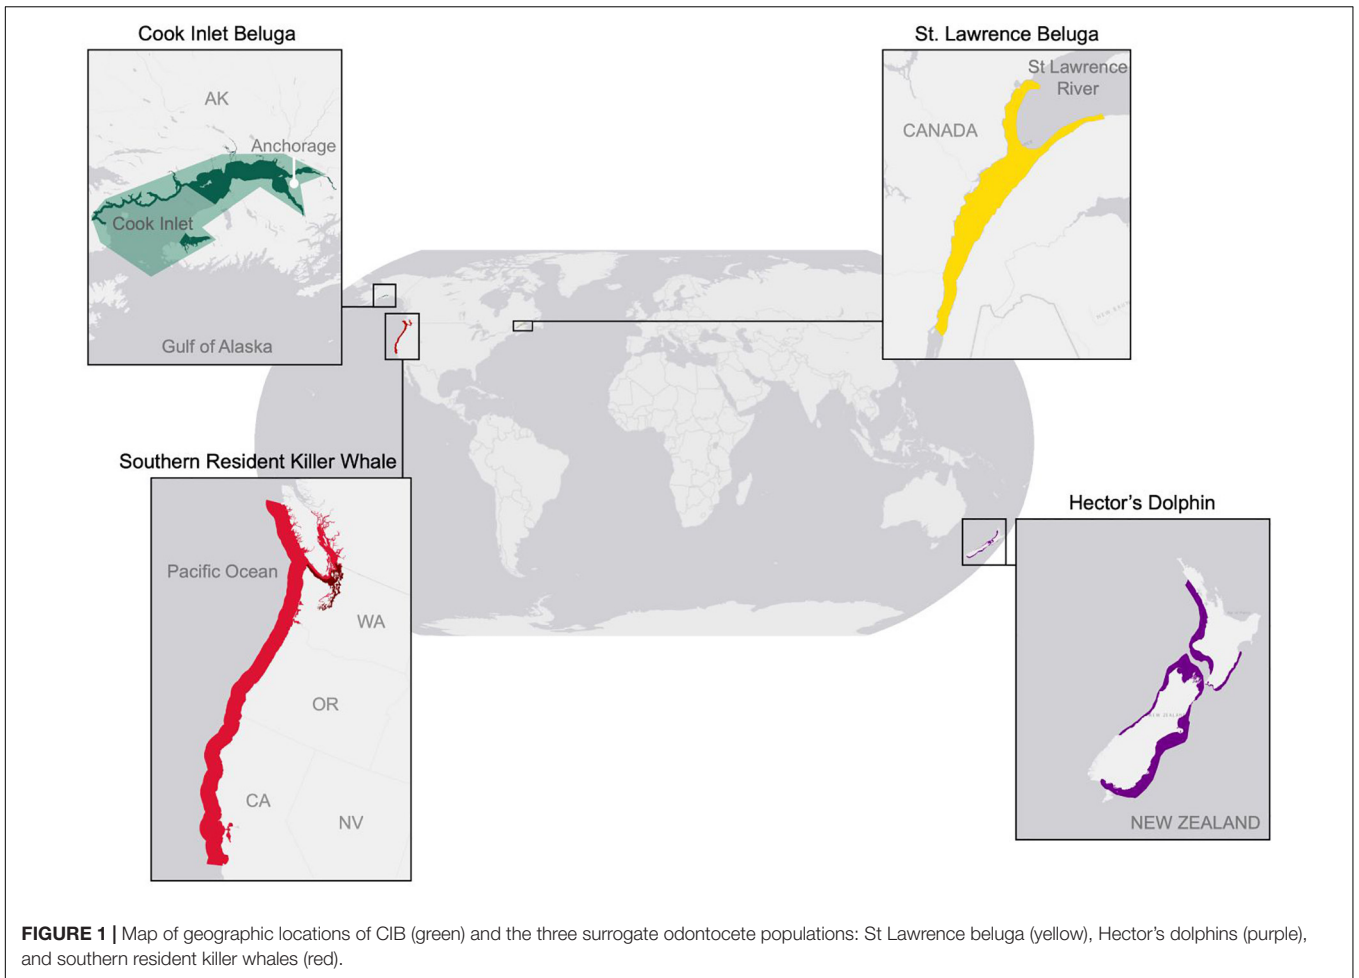 Cook Inlet Beluga
St. Lawrence Beluga
AK
Anchorage
Cook Inlet
Gulf of Alaska
St Lawrence
River
CANADA
Southern Resident Killer Whale
Pacific Ocean
WA
OR
CA
NV
Hector's Dolphin
NEW ZEALAND
FIGURE 1 | Map of geographic locations of CIB (green) and the three surrogate odontocete populations: St Lawrence beluga (yellow), Hector's dolphins (purple),
and southern resident killer whales (red).